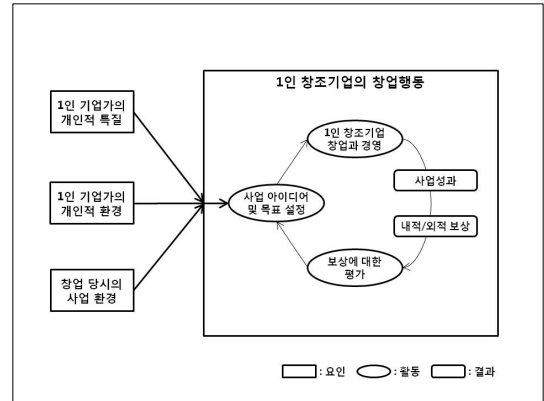 1인 창조기업의 창업행동
1인 기업가의
개인적 특질
1인 창조기업
창업과 경영
사업성과
1인 기업가의
개인적 환경
사업 아이디어
및 목표 설정
내적/외적 보상
창업 당시의
사업 환경
보상에 대한
평가
: 요인
: 활동
: 결과